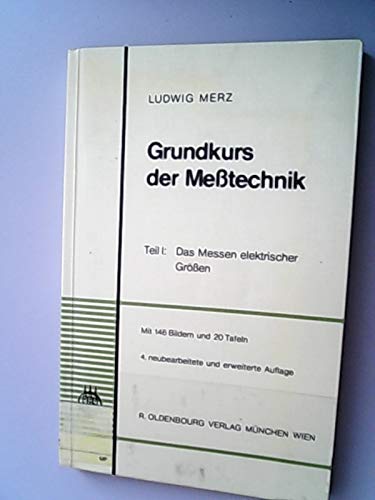 LUDWIG MERZ
Grundkurs
der Meßtechnik
Teil I: Das Messen elektrischer
Größen
Mit 146 Bildern und 20 Tafeln
4. neubearbeitete und erweiterte Auflage
R. OLDENBOURG VERLAG MÜNCHEN WIEN